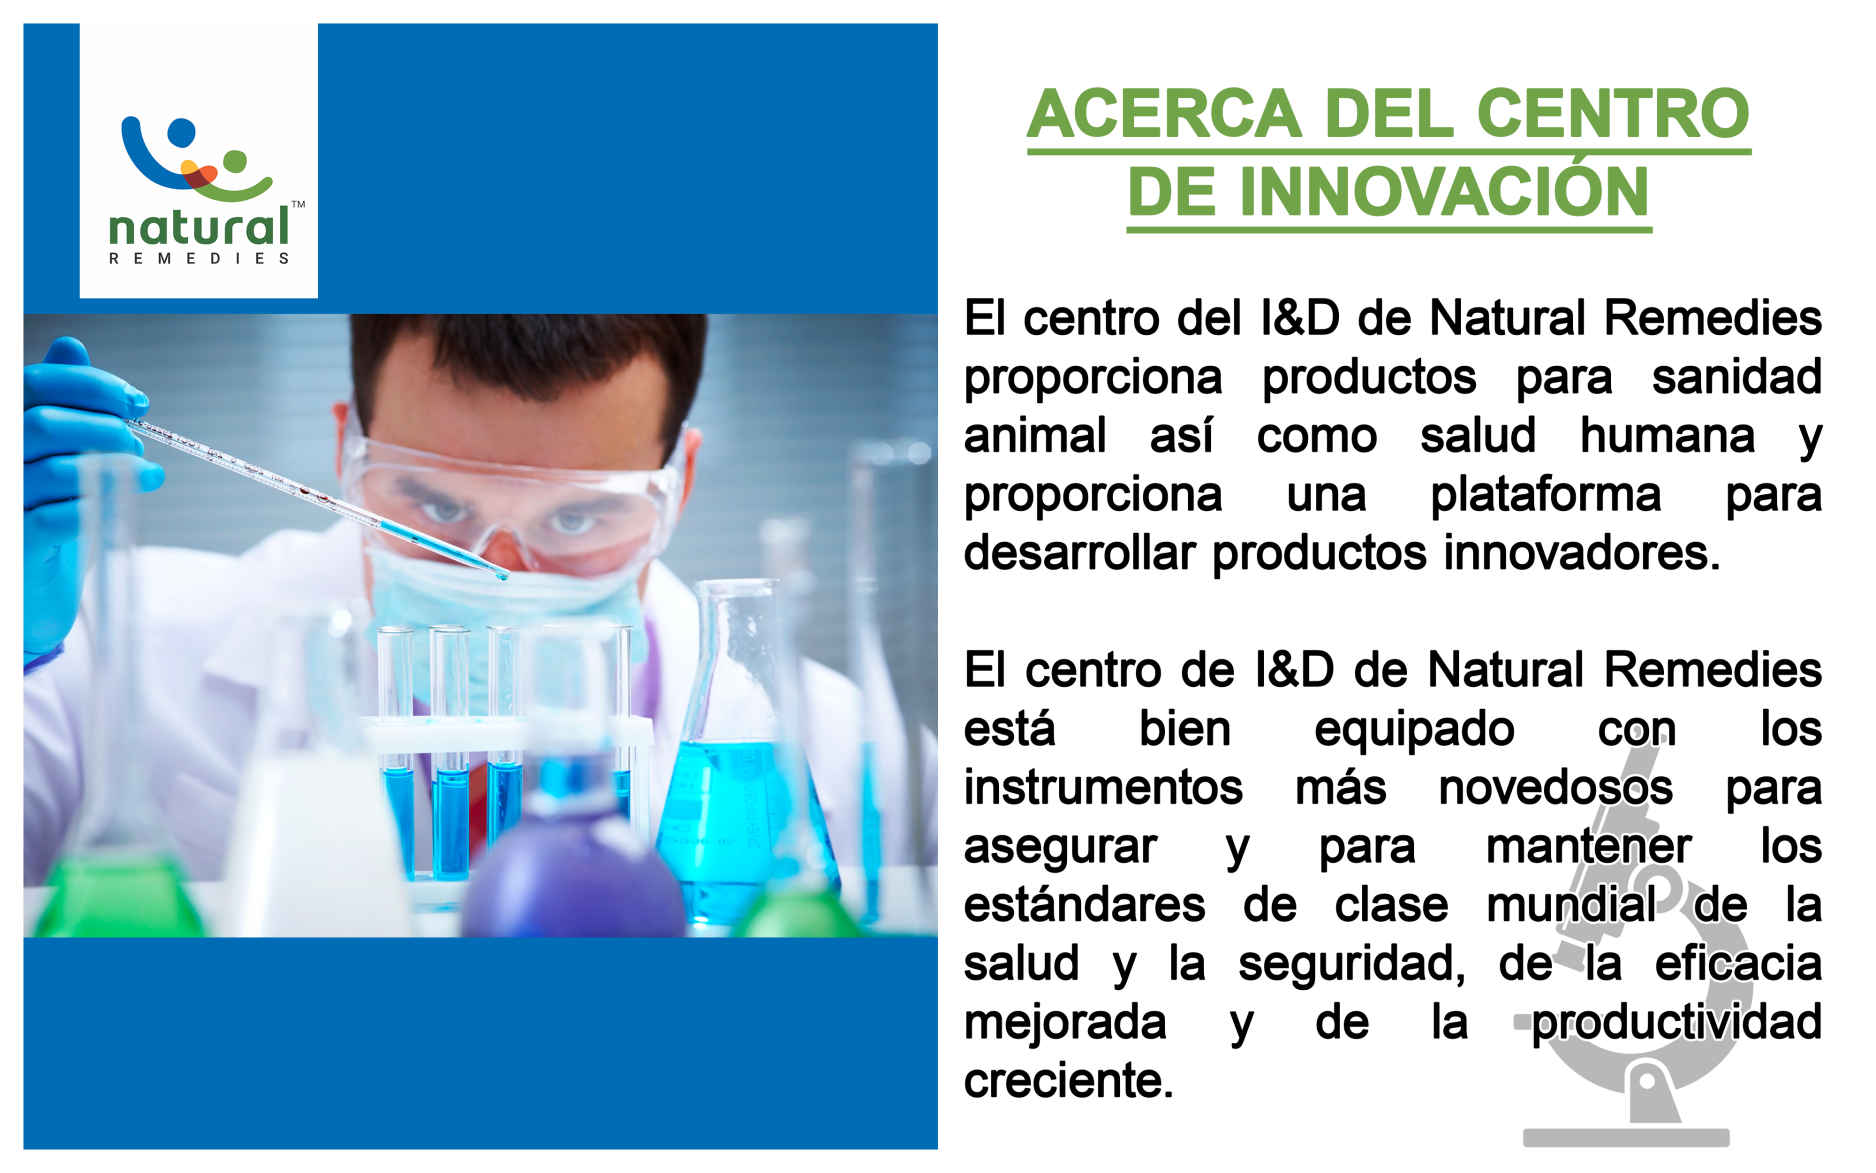 natural™
REMEDIES
ACERCA DEL CENTRO
DE INNOVACIÓN
El centro del I&D de Natural Remedies
proporciona productos para sanidad
animal así como salud humana y
proporciona una plataforma para
desarrollar productos innovadores.
El centro de I&D de Natural Remedies
está bien equipado con los
instrumentos más novedosos para
asegurar y para mantener los
estándares de clase mundial de la
salud y la seguridad, de la eficacia
mejorada y de la productividad
creciente.